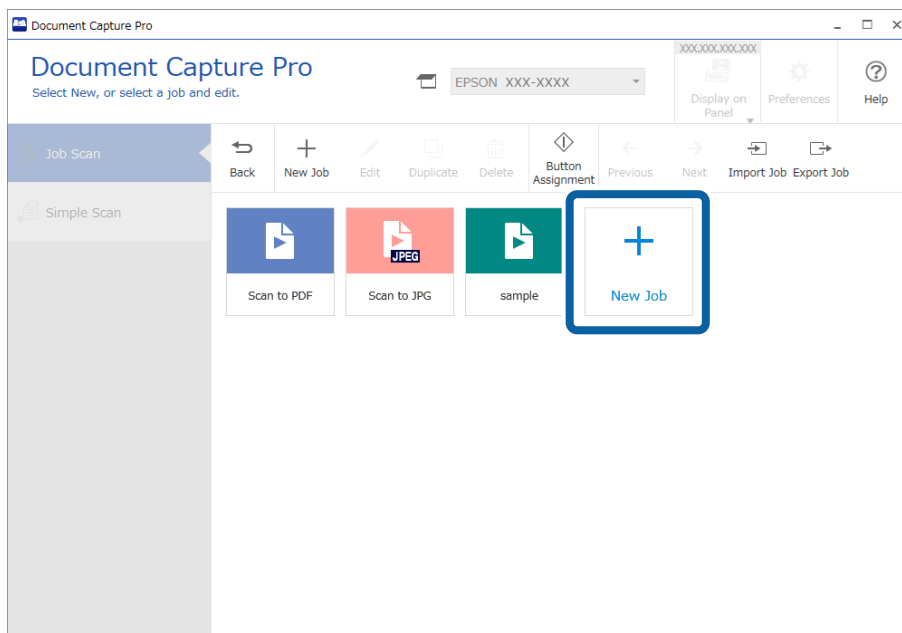 Document Capture Pro
Document Capture Pro
Select New, or select a job and edit.
EPSON XXX-XXXX
XXX.XXX.XXX.XXX
Display on
Panel
Preferences
Help
Job Scan
Simple Scan
Back
New Job
Edit
Duplicate
Delete
Button
Assignment
Previous
Next
Import Job
Export Job
Scan to PDF
JPEG
Scan to JPG
sample
New Job